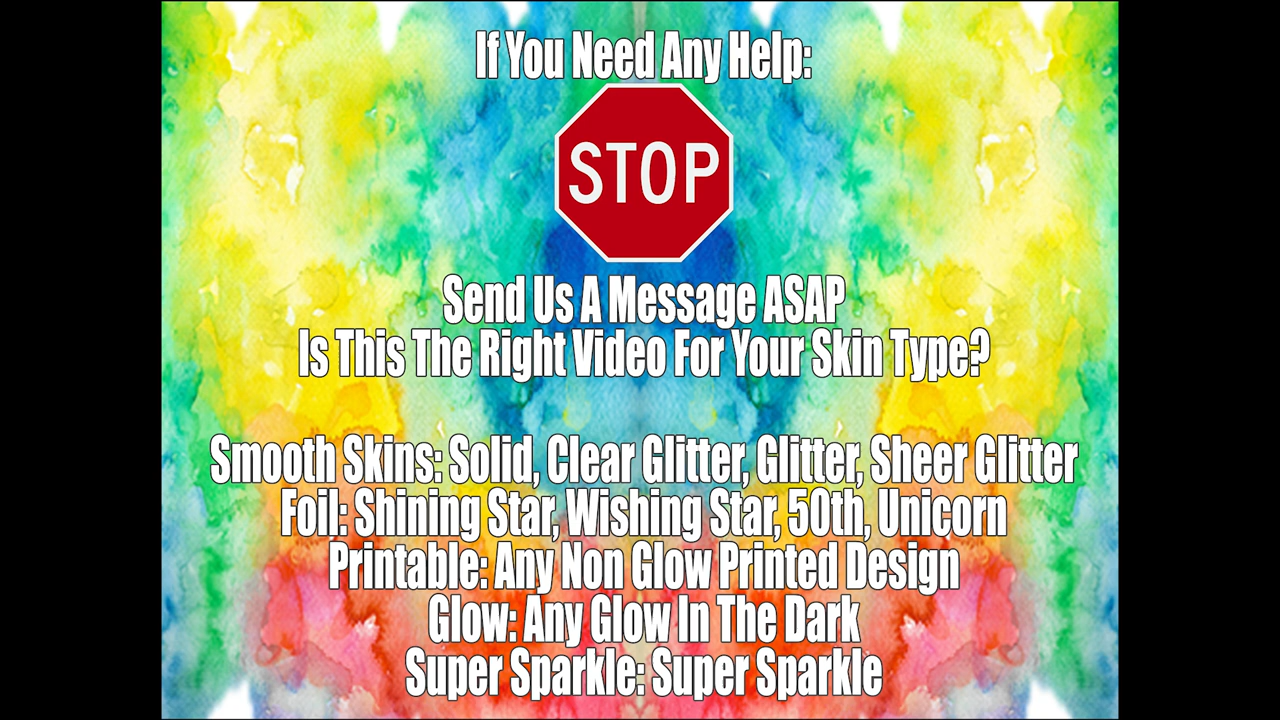 If You Need Any Help:
STOP
Send Us A Message ASAP
Is This The Right Video For Your Skin Type?
Smooth Skins: Solid, Clear Glitter, Glitter, Sheer Glitter
Foil: Shining Star, Wishing Star, 50th, Unicorn
Printable: Any Non Glow Printed Design
Glow: Any Glow In The Dark
Super Sparkle: Super Sparkle